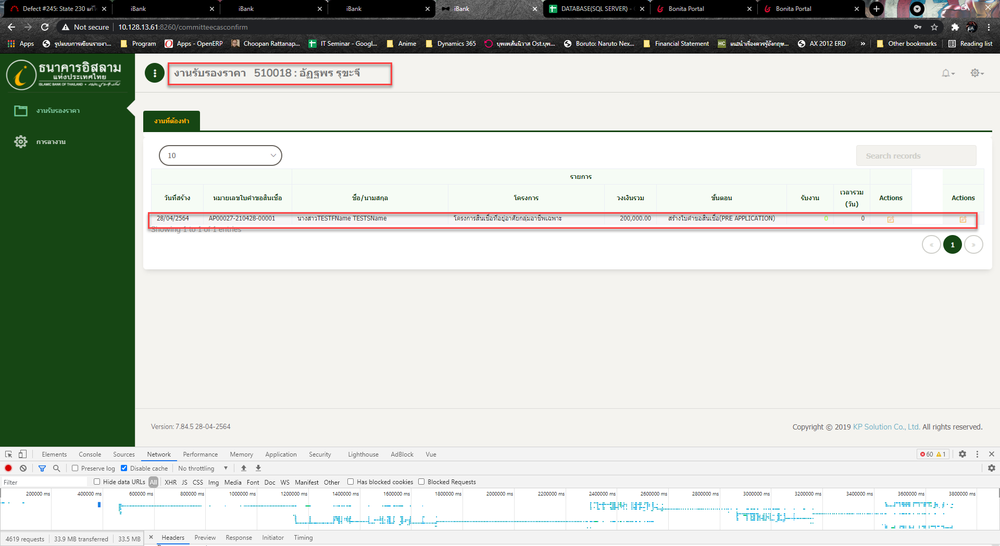 Defect #245: State 230 แก้ไ
iBank
iBank
iBank
iBank
DATABASE(SQL SERVER) -
Bonita Portal
Bonita Portal
Not secure
10.128.13.61:8260/committeecasconfirm
Apps
รูปแบบการเขียนรายงา...
Program
Apps - OpenERP
Choopan Rattanap...
IT Seminar - Googl...
Anime
Dynamics 365
บุพเพสันนิวาส Ost.บุพ...
Boruto: Naruto Nex...
Financial Statement
HC
แนะนำเรื่องควรรู้อังกฤษ...
AX 2012 ERD
»
Other bookmarks
Reading list
ธนาคารอิสลาม
แห่งประเทศไทย
ISLAMIC BANK OF THAILAND
งานรับรองราคา 510018 : อัฏฐพร รุขะจี
งานรับรองราคา
การลางาน
งานที่ต้องทำ
10
Search records
รายการ
วันที่สร้าง หมายเลขใบคำขอสินเชื่อ ชื่อ/นามสกุล โครงการ วงเงินรวม ขั้นตอน รับงาน เวลารวม (วัน) Actions Actions
28/04/2564 AP00027-210428-00001 นางสาวTESTFName TESTSName โครงการสินเชื่อที่อยู่อาศัยกลุ่มอาชีพเฉพาะ 200,000.00 สร้างใบคำขอสินเชื่อ(PRE APPLICATION) 0 0
Showing 1 to 1 of 1 entries
« 1 »
Version: 7.84.5 28-04-2564
Copyright © 2019 KP Solution Co., Ltd. All rights reserved.
Elements Console Sources Network Performance Memory Application Security Lighthouse AdBlock Vue
60 1
Preserve log Disable cache No throttling
Filter Hide data URLs All XHR JS CSS Img Media Font Doc WS Manifest Other Has blocked cookies Blocked Requests
200000 ms 400000 ms 600000 ms 800000 ms 1000000 ms 1200000 ms 1400000 ms 1600000 ms 1800000 ms 2000000 ms 2200000 ms 2400000 ms 2600000 ms 2800000 ms 3000000 ms 3200000 ms 3400000 ms 3600000 ms 3800000 ms
4619 requests 33.9 MB transferred 33.5 MB
Headers Preview Response Initiator Timing